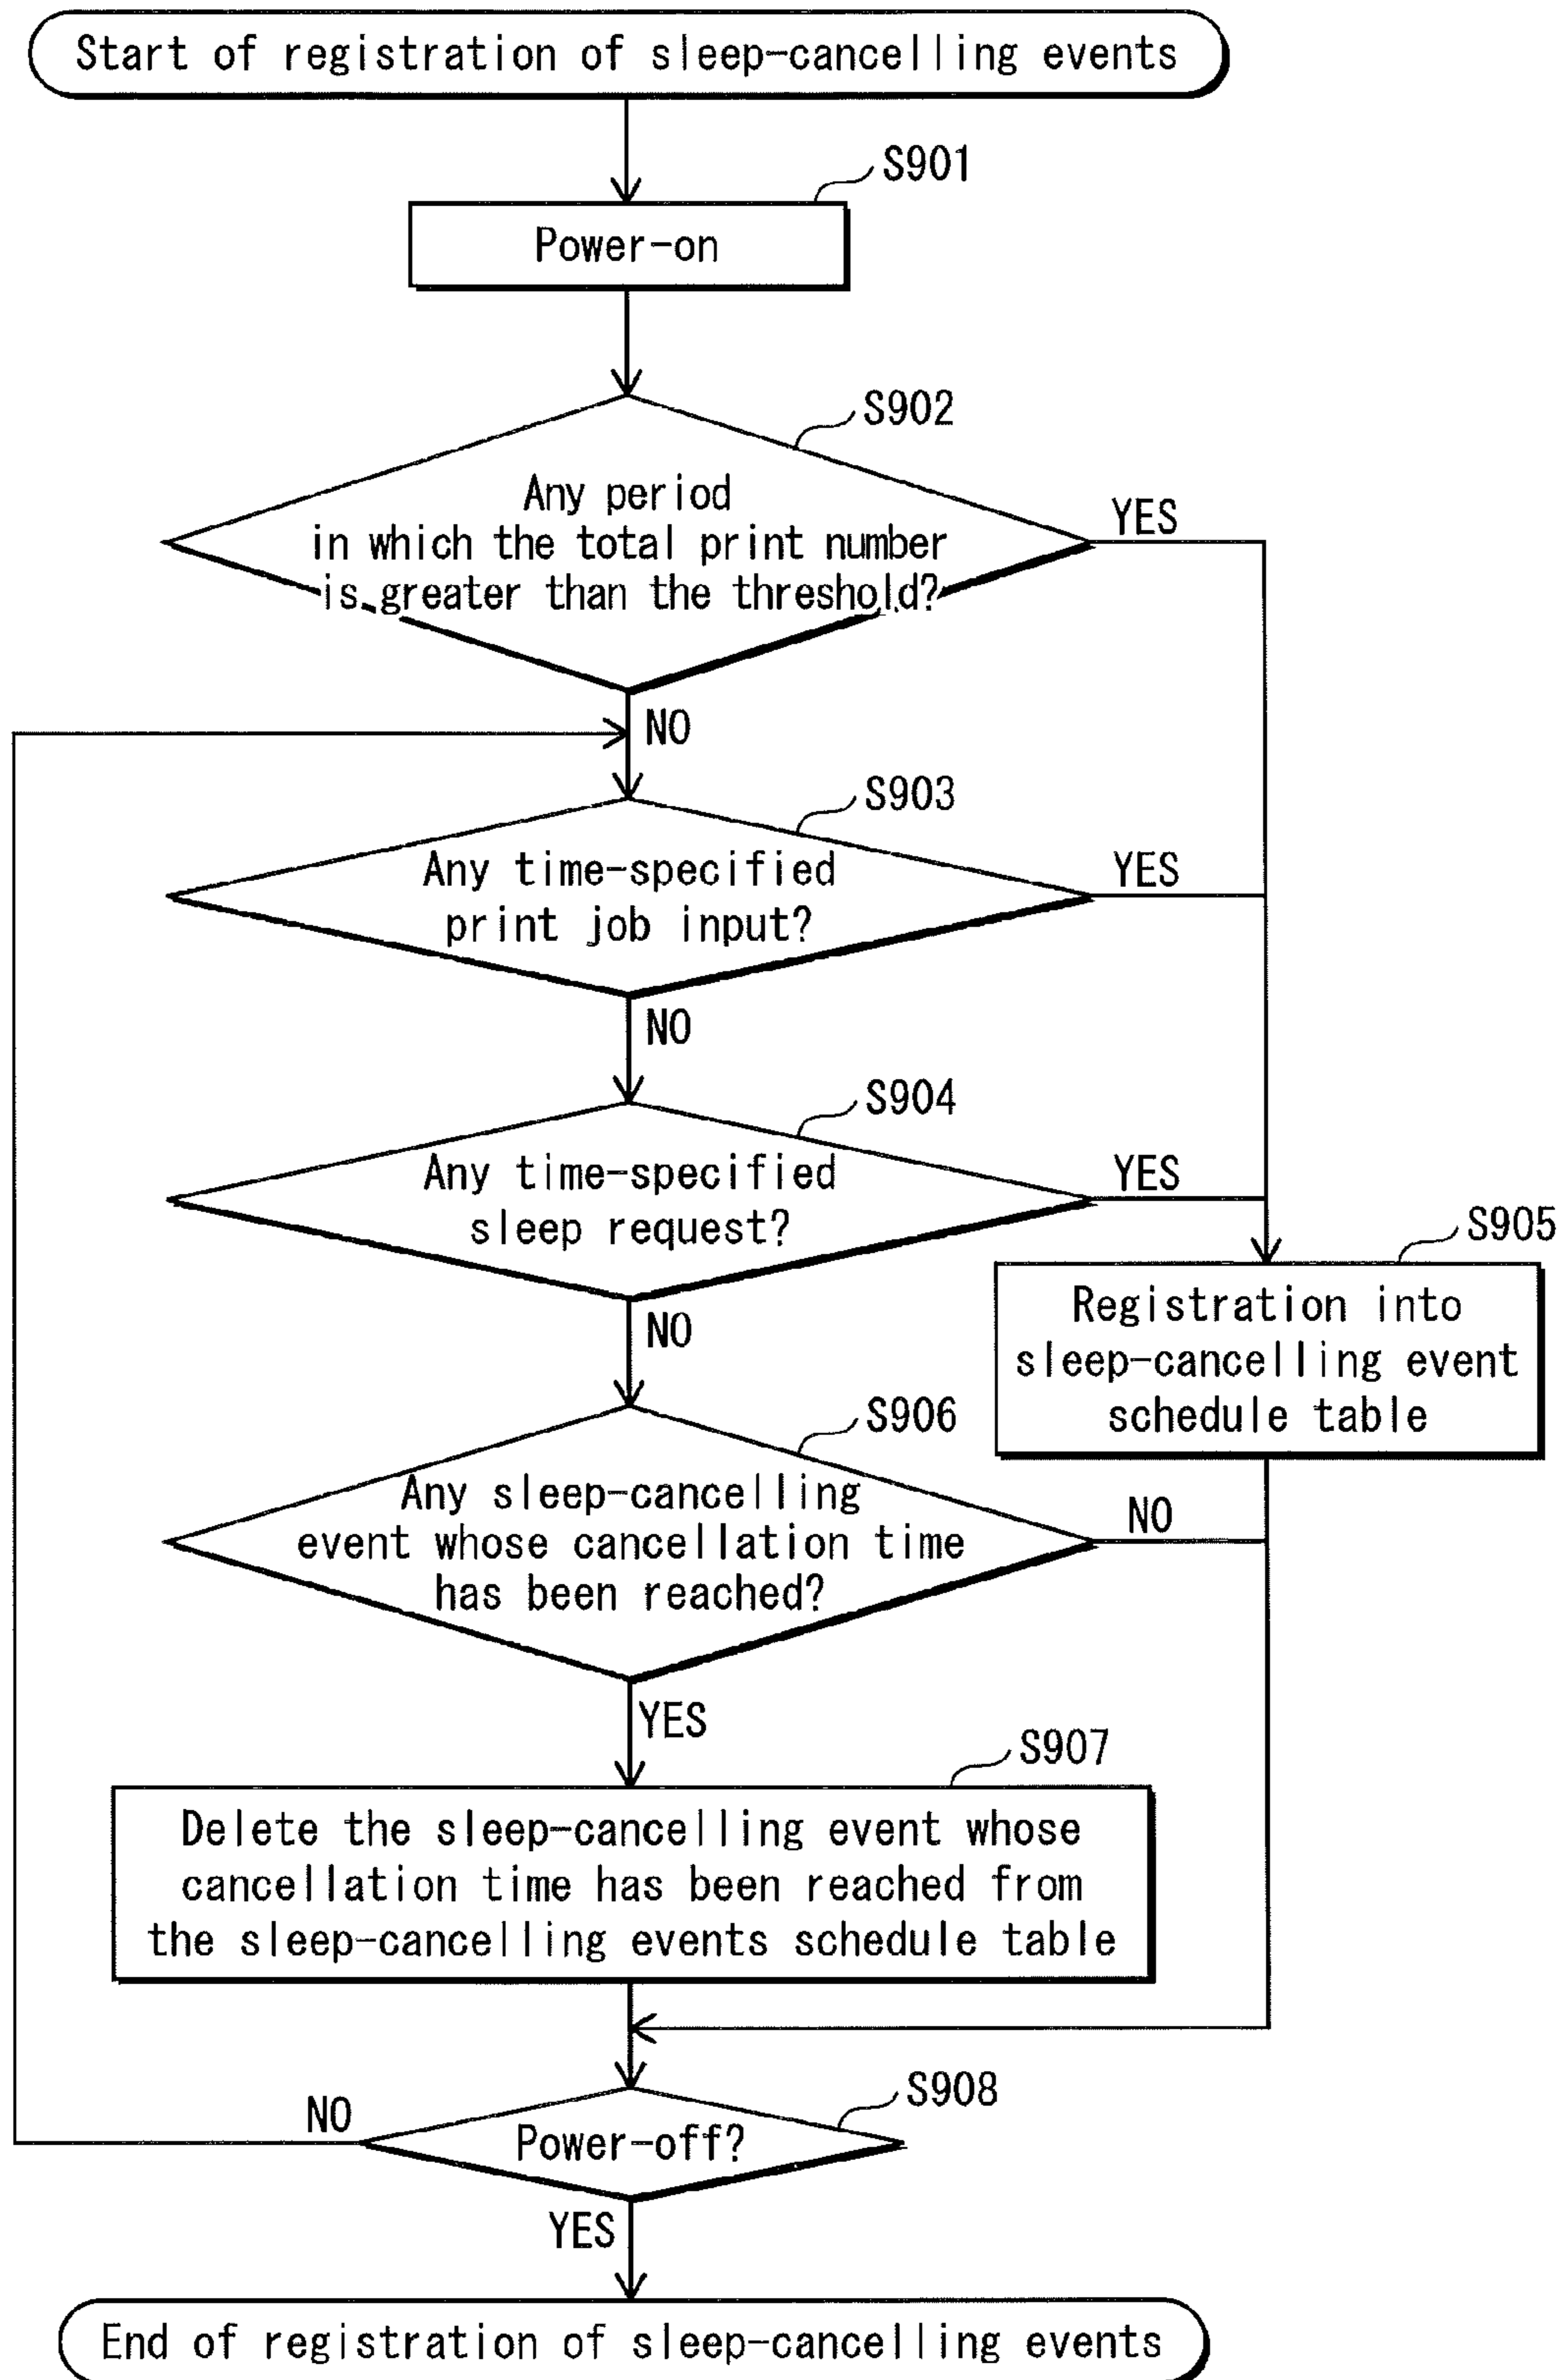 Start of registration of sleep-cancelling events
S901
Power-on
S902
Any period
in which the total print number
is greater than the threshold?
YES
NO
S903
Any time-specified
print job input?
YES
NO
S904
Any time-specified
sleep request?
YES
NO
S905
Registration into
sleep-cancelling event
schedule table
S906
Any sleep-cancelling
event whose cancellation time
has been reached?
NO
YES
S907
Delete the sleep-cancelling event whose
cancellation time has been reached from
the sleep-cancelling events schedule table
S908
Power-off?
NO
YES
End of registration of sleep-cancelling events